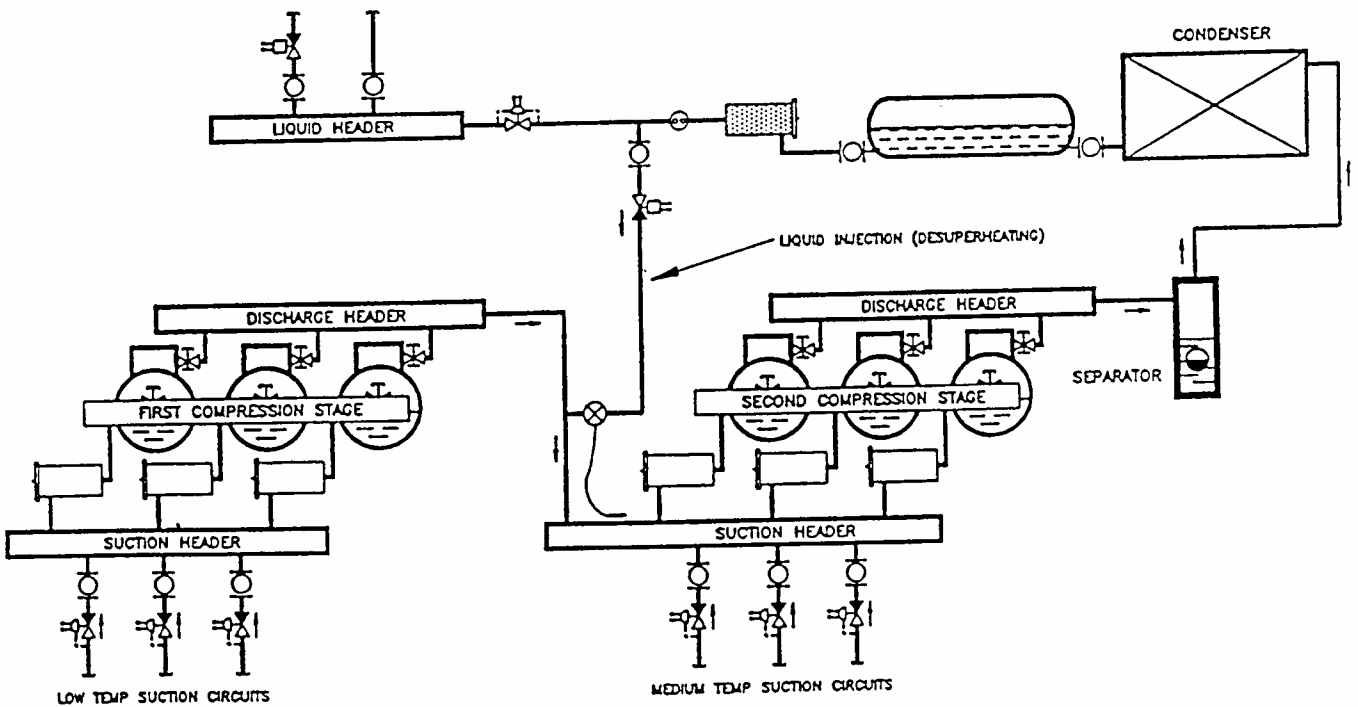 CONDENSER
LIQUID HEADER
LIQUID INJECTION (DESUPERHEATING)
DISCHARGE HEADER
DISCHARGE HEADER
SEPARATOR
FIRST COMPRESSION STAGE
SECOND COMPRESSION STAGE
SUCTION HEADER
SUCTION HEADER
LOW TEMP SUCTION CIRCUITS
MEDIUM TEMP SUCTION CIRCUITS